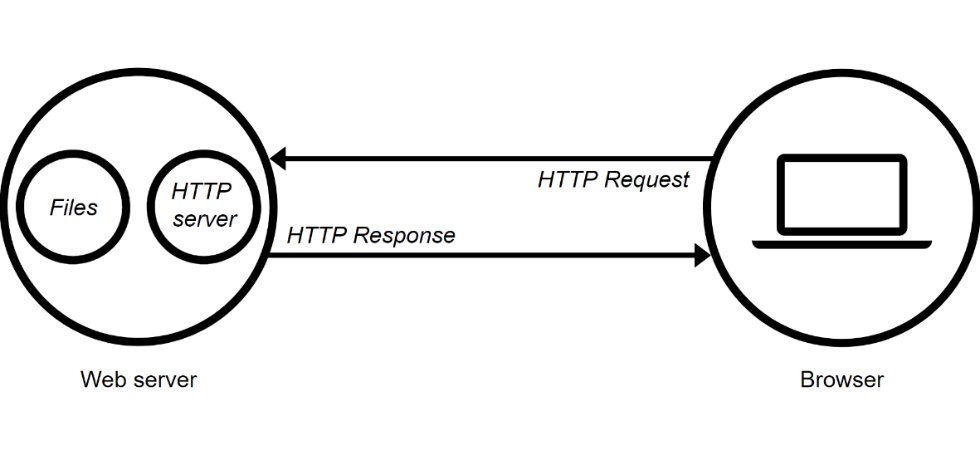 Files
HTTP
server
HTTP Request
HTTP Response
Web server
Browser